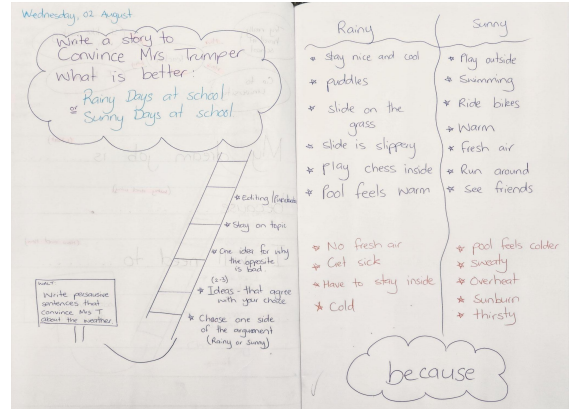 Wednesday, 02 August
Write a story to
Convince Mrs Trumper
what is better:
Rainy Days at school
or
Sunny Days at school
* Editing / Punctuate
* Stay on topic
* One idea for why
the opposite
is bad
(2-3)
* Ideas - that agree
with your choice
* Choose one side
of the argument
(Rainy or Sunny)
Write persuasive
sentences that
convince Mrs T
about the weather.
Rainy
* Stay nice and cool
* puddles
* Slide on the
grass
* slide is slippery
* Play chess inside
* Pool feels warm
* No fresh air
* Get sick
* Have to stay inside
* Cold
Sunny
* Play outside
* Swimming
* Ride bikes
* Warm
* fresh air
* Run around
* See friends
* pool feels colder
* sweaty
* Overheat
* Sunburn
* thirsty
because